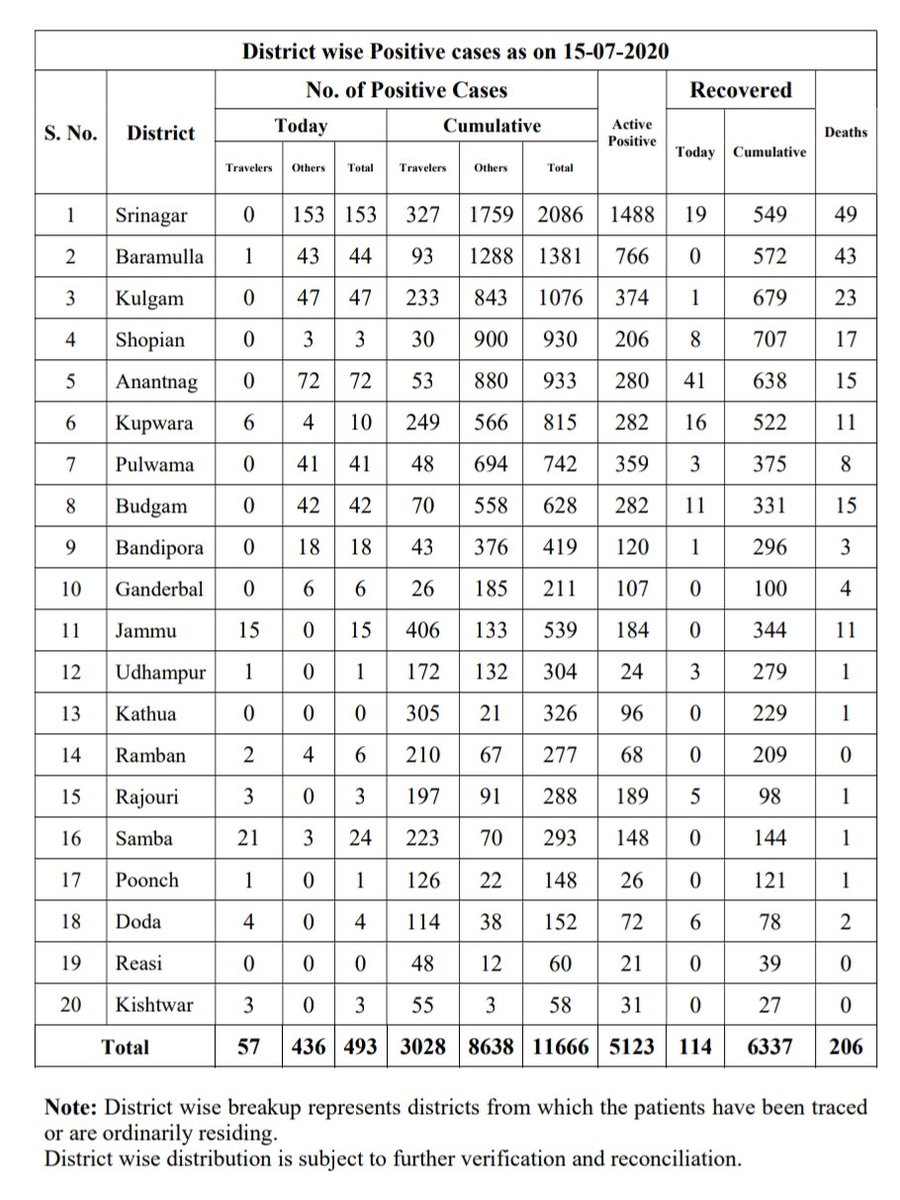 District wise Positive cases as on 15-07-2020
S. No. District No. of Positive Cases Active Positive Recovered Deaths
Today Cumulative Today Cumulative
Travelers Others Total Travelers Others Total
1 Srinagar 0 153 153 327 1759 2086 1488 19 549 49
2 Baramulla 1 43 44 93 1288 1381 766 0 572 43
3 Kulgam 0 47 47 233 843 1076 374 1 679 23
4 Shopian 0 3 3 30 900 930 206 8 707 17
5 Anantnag 0 72 72 53 880 933 280 41 638 15
6 Kupwara 6 4 10 249 566 815 282 16 522 11
7 Pulwama 0 41 41 48 694 742 359 3 375 8
8 Budgam 0 42 42 70 558 628 282 11 331 15
9 Bandipora 0 18 18 43 376 419 120 1 296 3
10 Ganderbal 0 6 6 26 185 211 107 0 100 4
11 Jammu 15 0 15 406 133 539 184 0 344 11
12 Udhampur 1 0 1 172 132 304 24 3 279 1
13 Kathua 0 0 0 305 21 326 96 0 229 1
14 Ramban 2 4 6 210 67 277 68 0 209 0
15 Rajouri 3 0 3 197 91 288 189 5 98 1
16 Samba 21 3 24 223 70 293 148 0 144 1
17 Poonch 1 0 1 126 22 148 26 0 121 1
18 Doda 4 0 4 114 38 152 72 6 78 2
19 Reasi 0 0 0 48 12 60 21 0 39 0
20 Kishtwar 3 0 3 55 3 58 31 0 27 0
Total 57 436 493 3028 8638 11666 5123 114 6337 206
Note: District wise breakup represents districts from which the patients have been traced
or are ordinarily residing.
District wise distribution is subject to further verification and reconciliation.